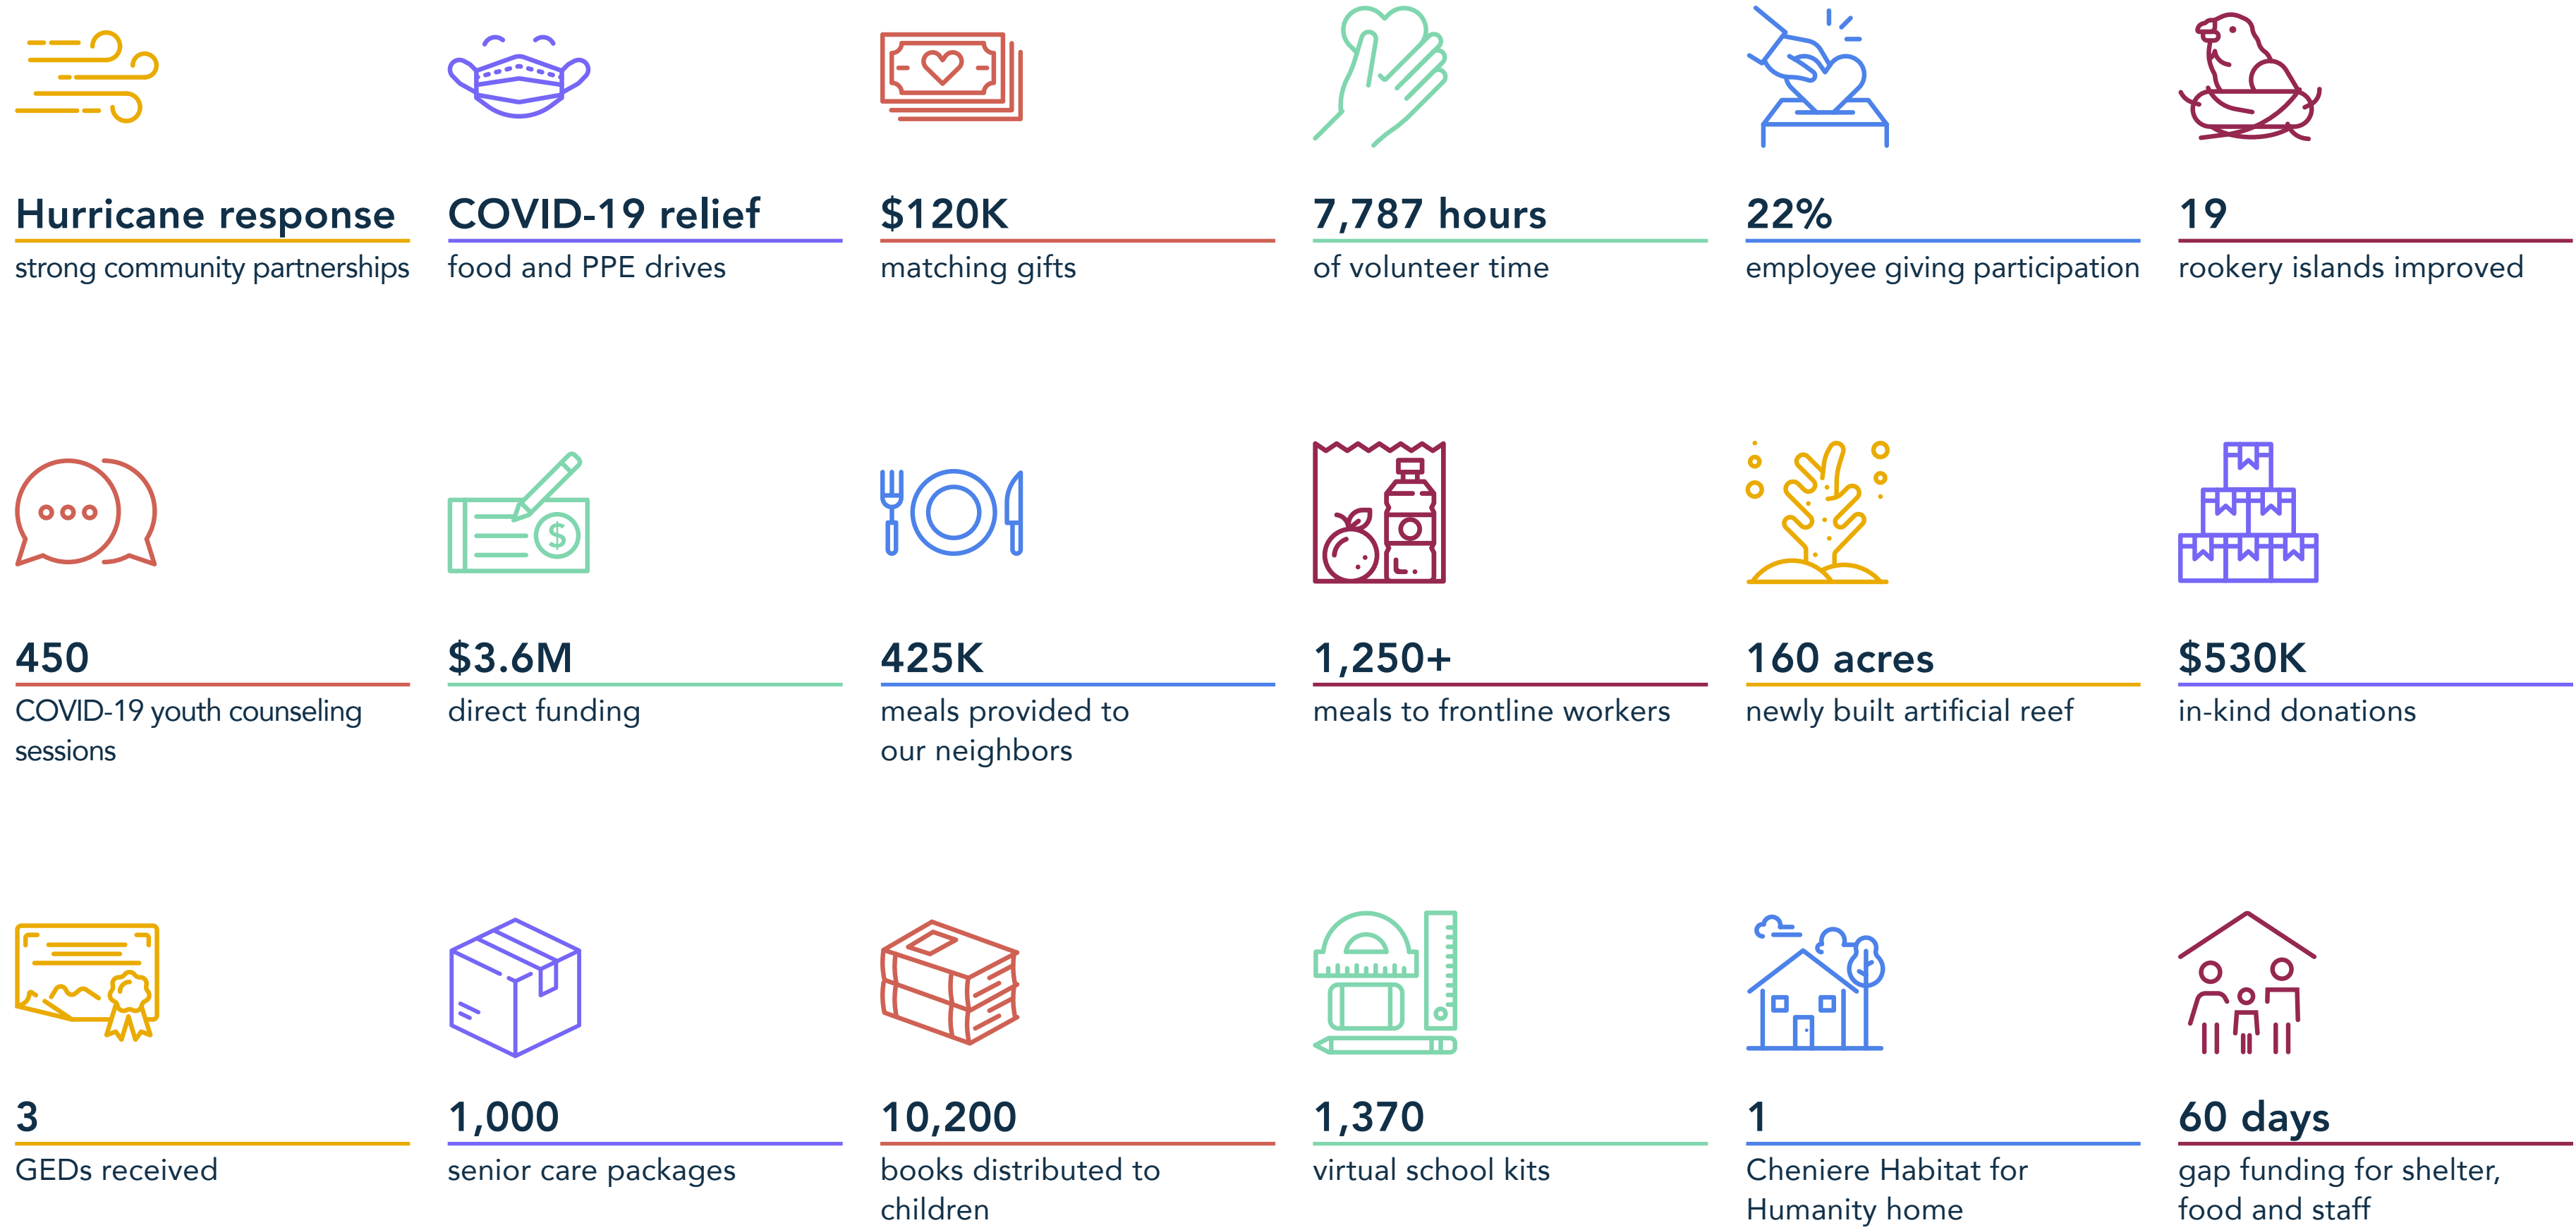 Hurricane response
strong community partnerships
COVID-19 relief
food and PPE drives
$120K
matching gifts
7,787 hours
of volunteer time
22%
employee giving participation
19
rookery islands improved
450
COVID-19 youth counseling
sessions
$3.6M
direct funding
425K
meals provided to
our neighbors
1,250+
meals to frontline workers
160 acres
newly built artificial reef
$530K
in-kind donations
3
GEDs received
1,000
senior care packages
10,200
books distributed to
children
1,370
virtual school kits
1
Cheniere Habitat for
Humanity home
60 days
gap funding for shelter,
food and staff